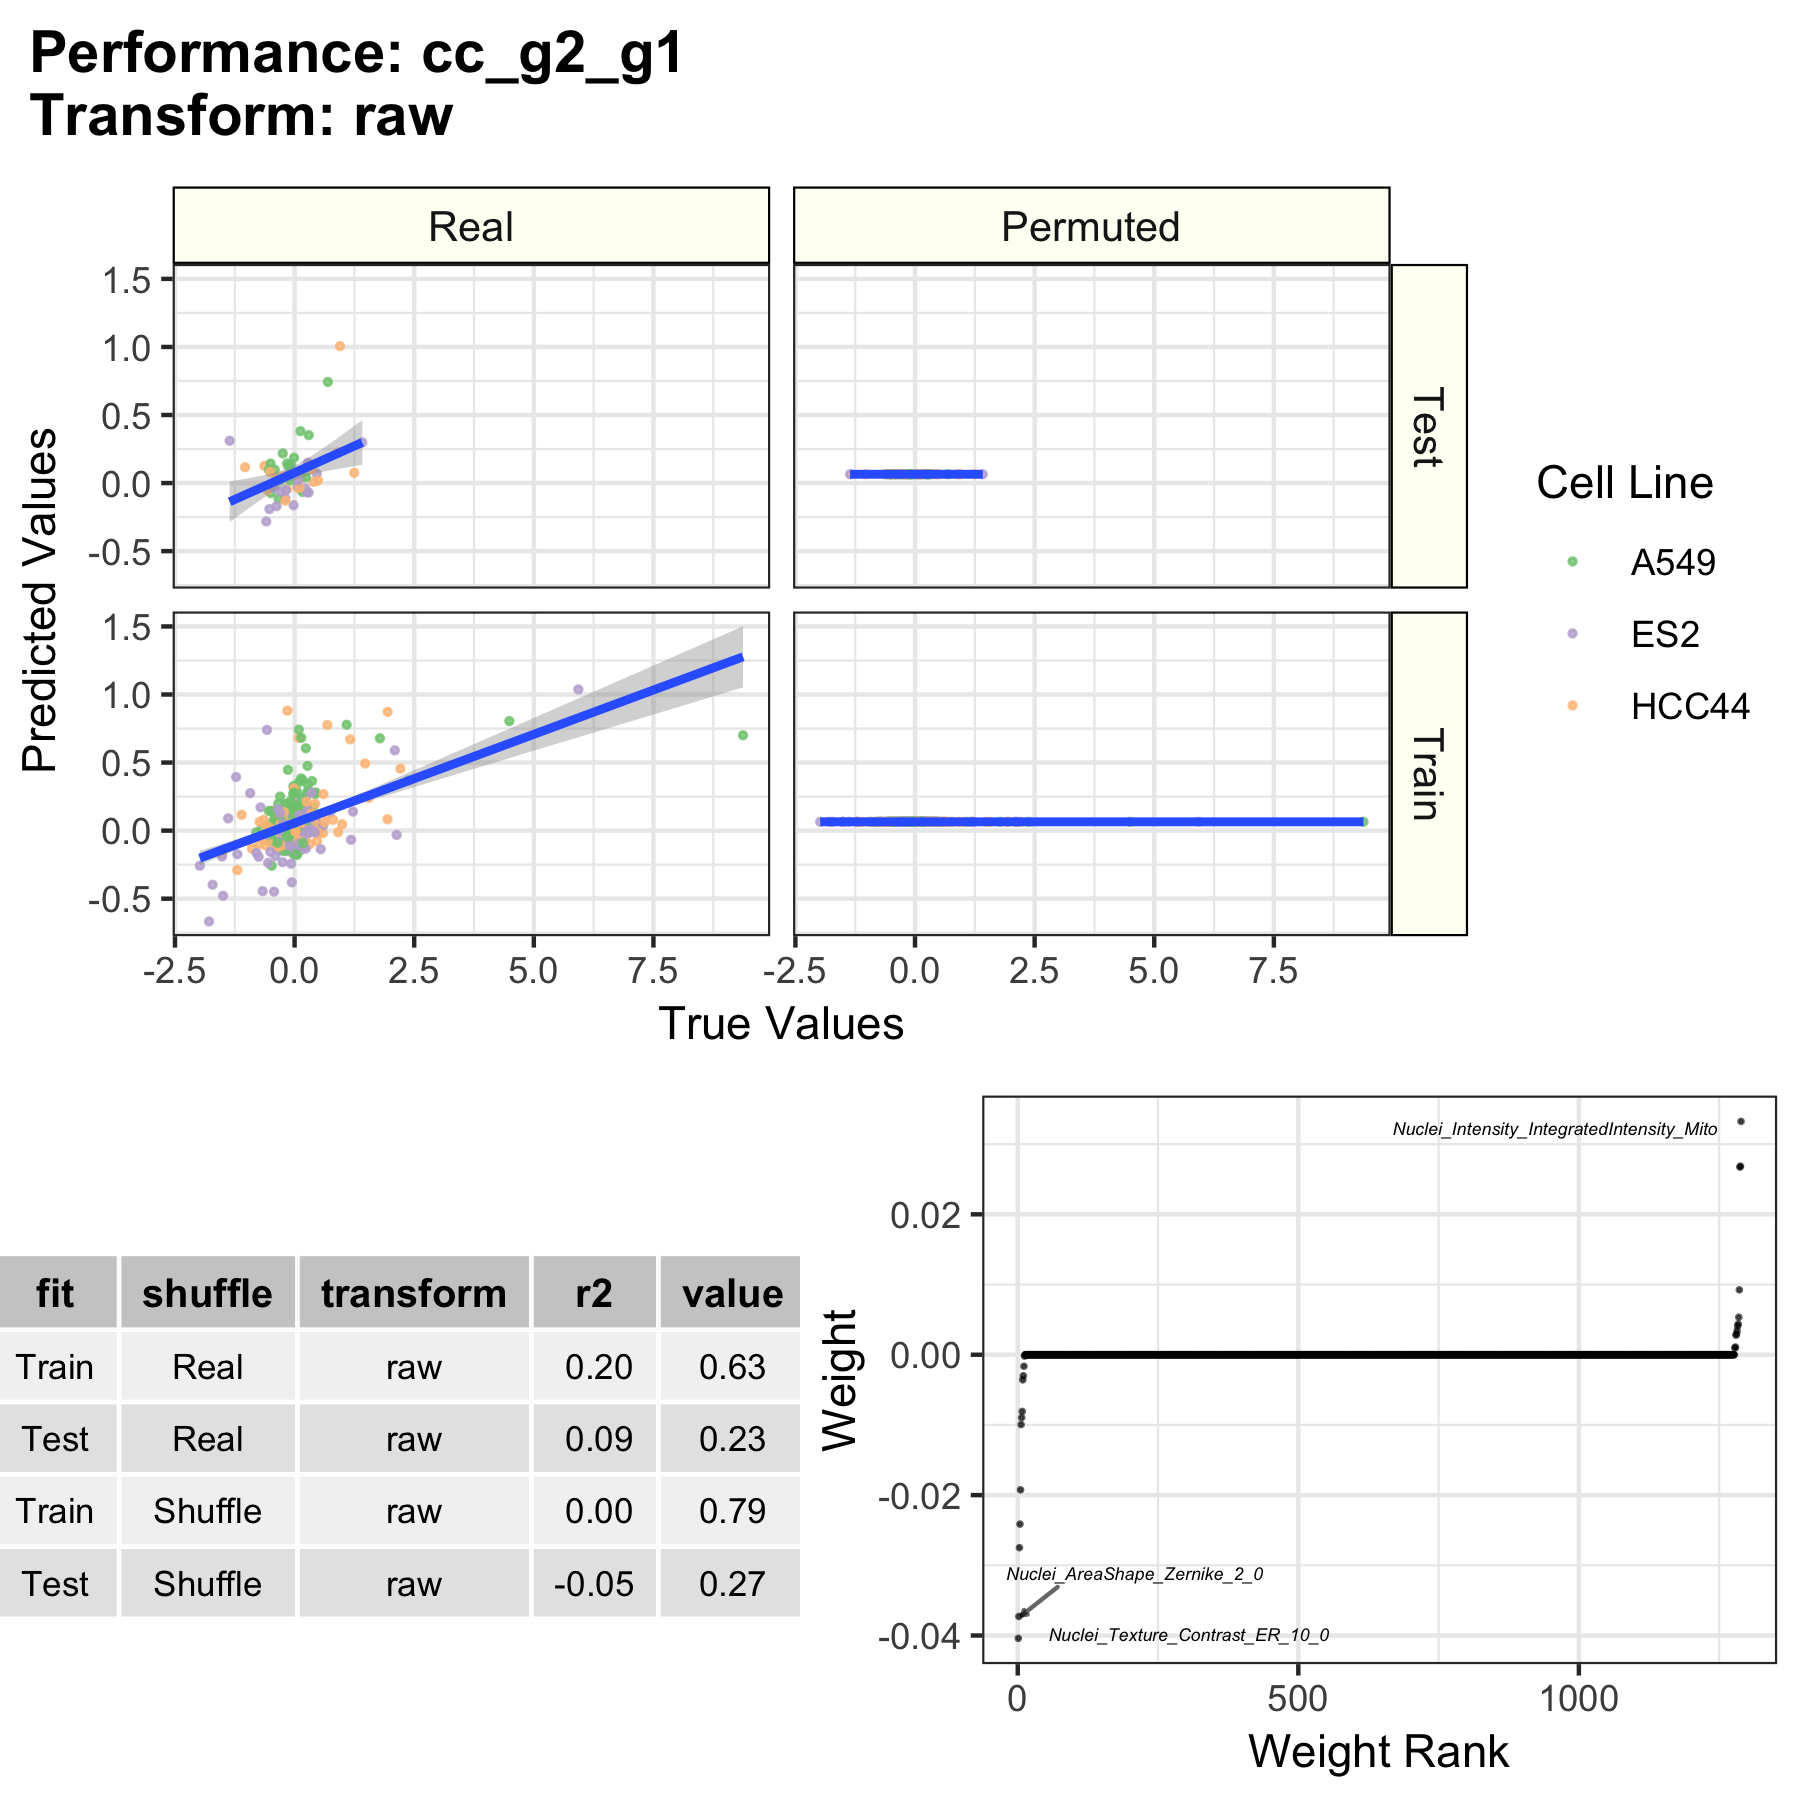 Performance: cc_g2_g1
Transform: raw
Real
Permuted
1.5
1.0
0.5
0.0
-0.5
Test
1.5
1.0
0.5
0.0
-0.5
Train
-2.5 0.0 2.5 5.0 7.5
-2.5 0.0 2.5 5.0 7.5
True Values
Predicted Values
Cell Line
A549
ES2
HCC44
fit shuffle transform r2 value
Train Real raw 0.20 0.63
Test Real raw 0.09 0.23
Train Shuffle raw 0.00 0.79
Test Shuffle raw -0.05 0.27
Weight
0.02
0.00
-0.02
-0.04
Nuclei_Intensity_IntegratedIntensity_Mito
Nuclei_AreaShape_Zernike_2_0
Nuclei_Texture_Contrast_ER_10_0
0 500 1000
Weight Rank